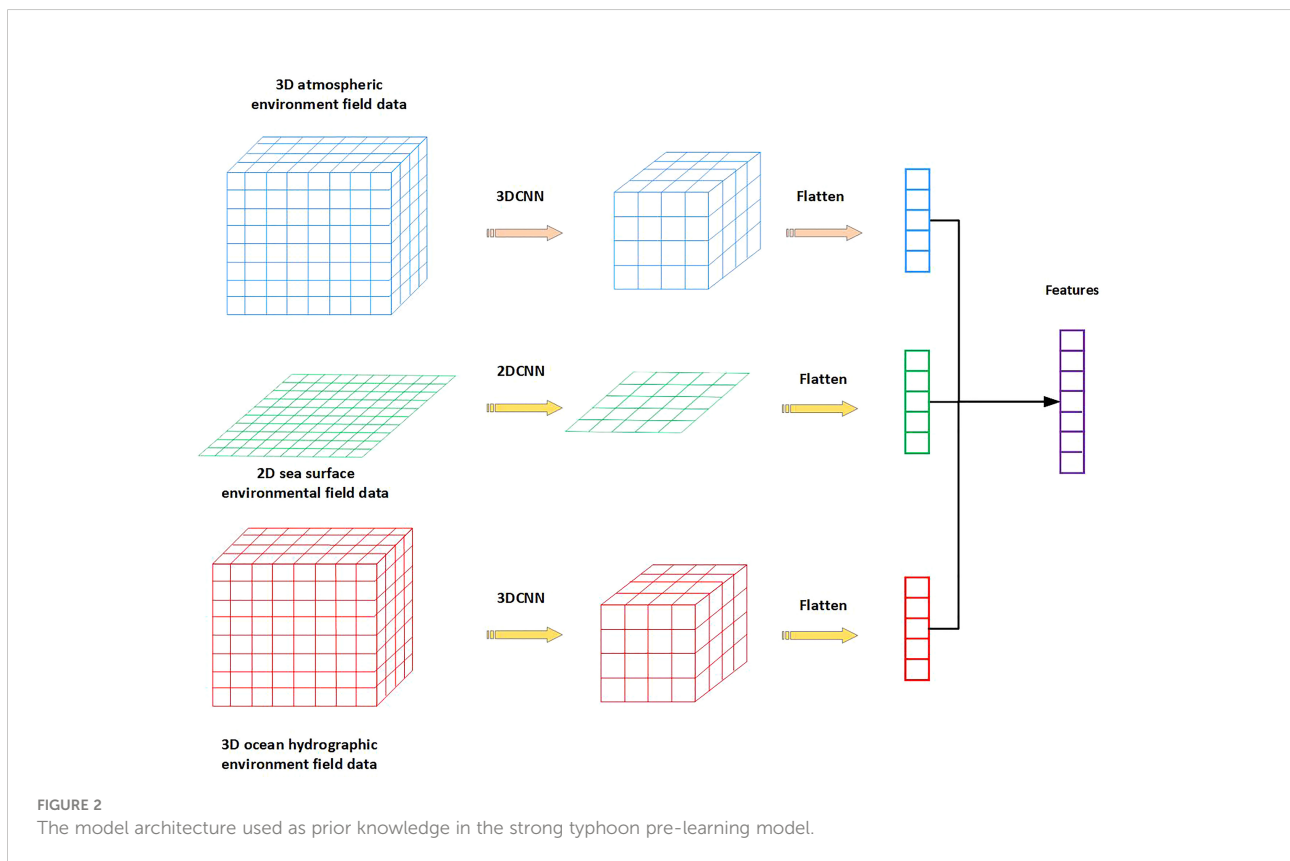 3D atmospheric
environment field data
3DCNN
Flatten
Features
2DCNN
Flatten
2D sea surface
environmental field data
3DCNN
Flatten
3D ocean hydrographic
environment field data
FIGURE 2
The model architecture used as prior knowledge in the strong typhoon pre-learning model.